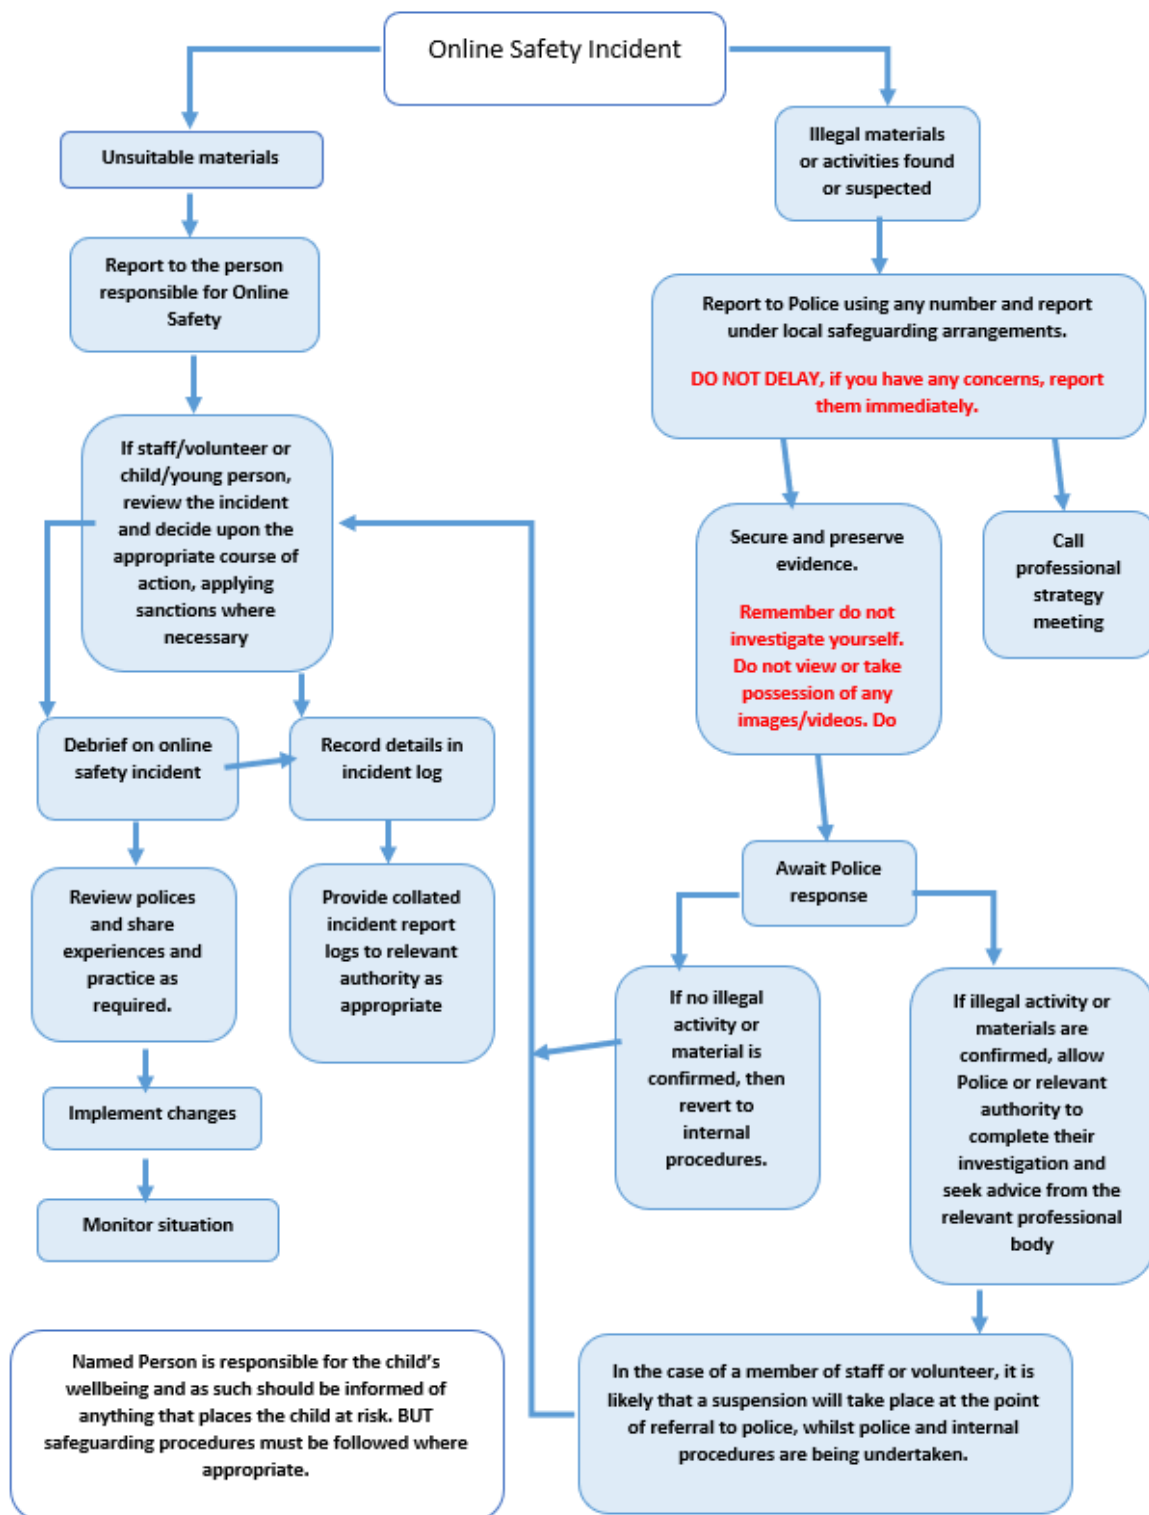 Online Safety Incident
Unsuitable materials
Illegal materials
or activities found
or suspected
Report to the person
responsible for Online
Safety
Report to Police using any number and report
under local safeguarding arrangements.
DO NOT DELAY, if you have any concerns, report
them immediately.
If staff/volunteer or
child/young person,
review the incident
and decide upon the
appropriate course of
action, applying
sanctions where
necessary
Secure and preserve
evidence.
Remember do not
investigate yourself.
Do not view or take
possession of any
images/videos. Do
Call
professional
strategy
meeting
Debrief on online
safety incident
Record details in
incident log
Await Police
response
Review polices
and share
experiences and
practice as
required.
Provide collated
incident report
logs to relevant
authority as
appropriate
If no illegal
activity or
material is
confirmed, then
revert to
internal
procedures.
If illegal activity or
materials are
confirmed, allow
Police or relevant
authority to
complete their
investigation and
seek advice from the
relevant professional
body
Implement changes
Monitor situation
Named Person is responsible for the child's
wellbeing and as such should be informed of
anything that places the child at risk. BUT
safeguarding procedures must be followed where
appropriate.
In the case of a member of staff or volunteer, it is
likely that a suspension will take place at the point
of referral to police, whilst police and internal
procedures are being undertaken.